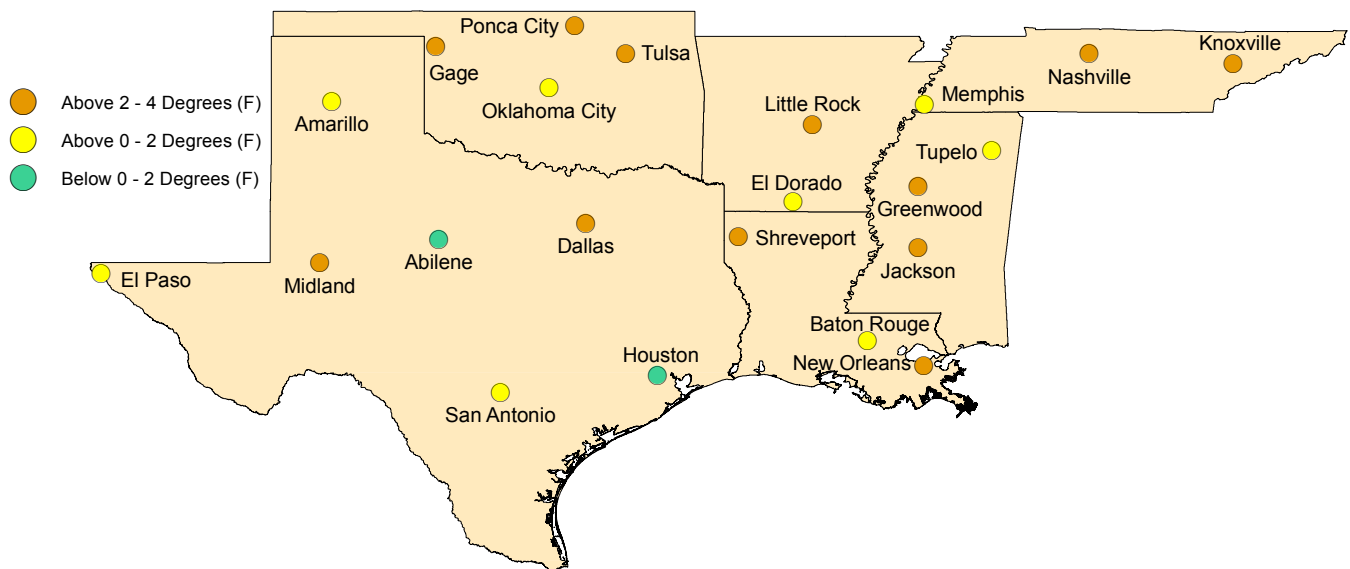 Ponca City
Gage
Tulsa
Oklahoma City
Amarillo
Knoxville
Nashville
Memphis
Little Rock
Tupelo
El Dorado
Greenwood
Above 2 - 4 Degrees (F)
Above 0 - 2 Degrees (F)
Below 0 - 2 Degrees (F)
El Paso
Midland
Abilene
Dallas
Shreveport
Jackson
Baton Rouge
New Orleans
Houston
San Antonio